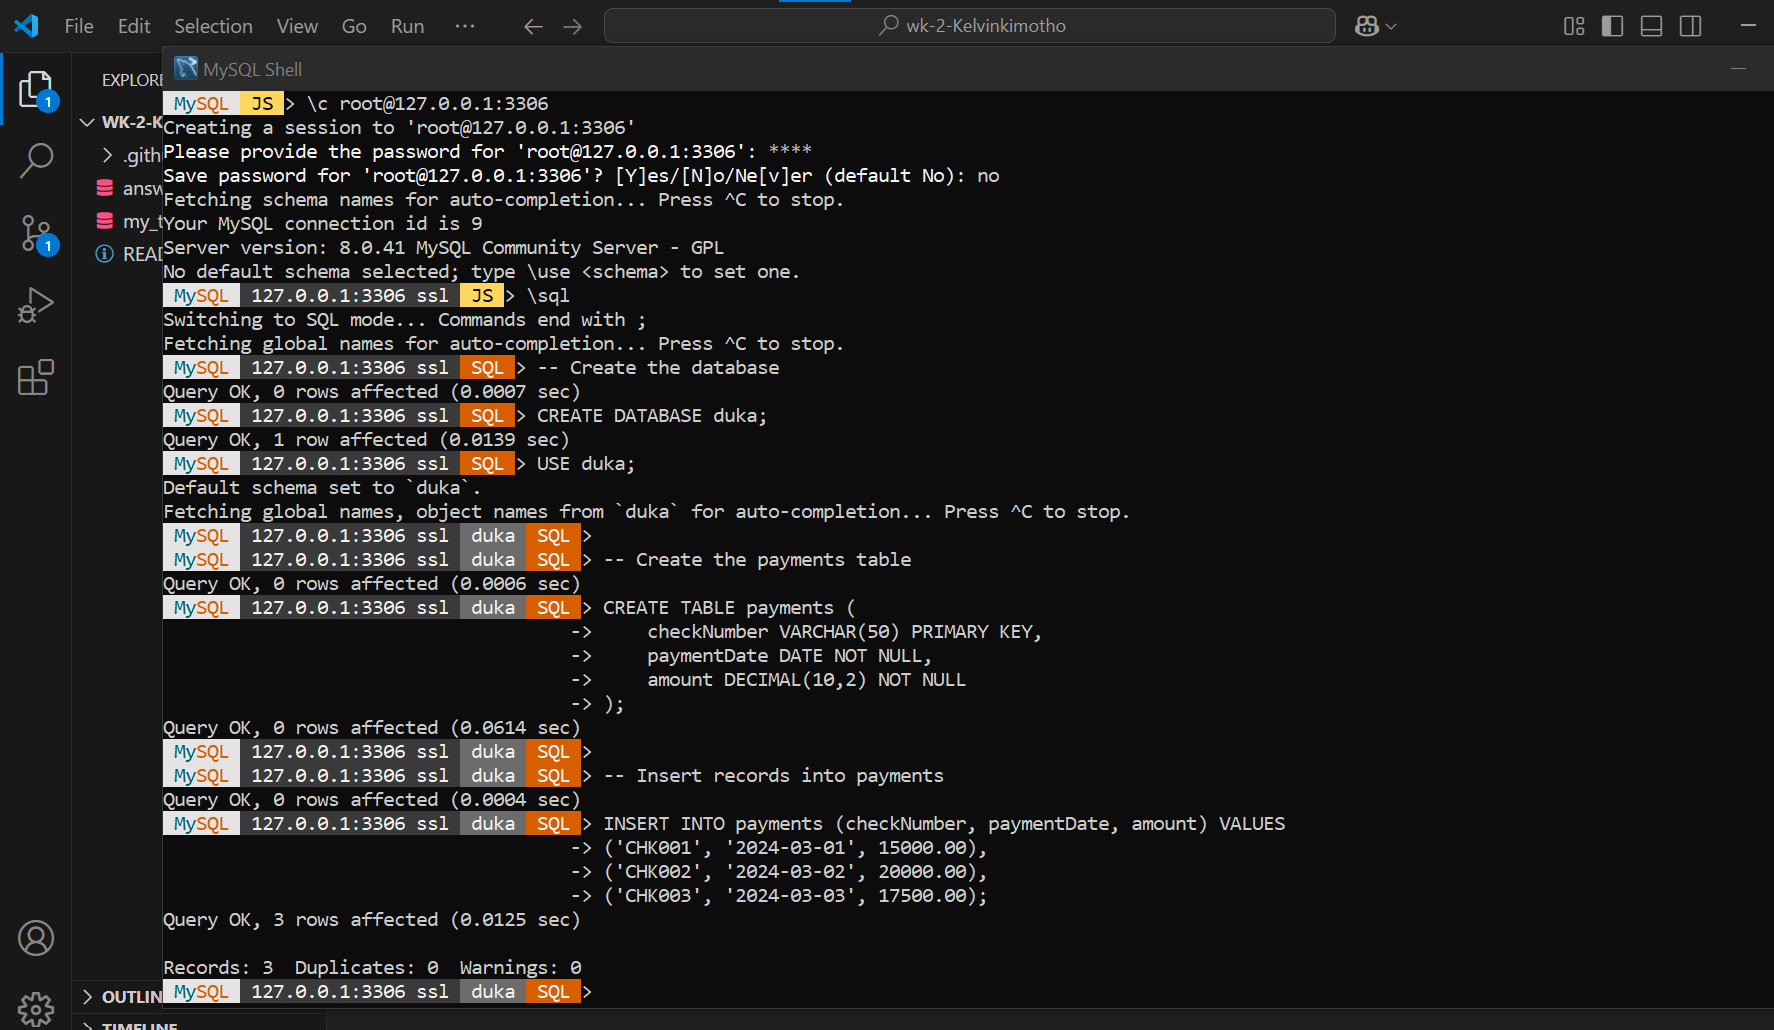 File Edit Selection View Go Run ··· wk-2-Kelvinkimotho
MySQL Shell
EXPLORE
WK-2-K
.gith
answ
my_t
READ
OUTLIN
TIMELINE
1
1
MySQL JS > \c root@127.0.0.1:3306
Creating a session to 'root@127.0.0.1:3306'
Please provide the password for 'root@127.0.0.1:3306': ****
Save password for 'root@127.0.0.1:3306'? [Y]es/[N]o/Ne[v]er (default No): no
Fetching schema names for auto-completion... Press ^C to stop.
Your MySQL connection id is 9
Server version: 8.0.41 MySQL Community Server - GPL
No default schema selected; type \use <schema> to set one.
MySQL 127.0.0.1:3306 ssl JS > \sql
Switching to SQL mode... Commands end with ;
Fetching global names for auto-completion... Press ^C to stop.
MySQL 127.0.0.1:3306 ssl SQL > -- Create the database
Query OK, 0 rows affected (0.0007 sec)
MySQL 127.0.0.1:3306 ssl SQL > CREATE DATABASE duka;
Query OK, 1 row affected (0.0139 sec)
MySQL 127.0.0.1:3306 ssl SQL > USE duka;
Default schema set to `duka`.
Fetching global names, object names from `duka` for auto-completion... Press ^C to stop.
MySQL 127.0.0.1:3306 ssl duka SQL >
MySQL 127.0.0.1:3306 ssl duka SQL > -- Create the payments table
Query OK, 0 rows affected (0.0006 sec)
MySQL 127.0.0.1:3306 ssl duka SQL > CREATE TABLE payments (
-> checkNumber VARCHAR(50) PRIMARY KEY,
-> paymentDate DATE NOT NULL,
-> amount DECIMAL(10,2) NOT NULL
-> );
Query OK, 0 rows affected (0.0614 sec)
MySQL 127.0.0.1:3306 ssl duka SQL >
MySQL 127.0.0.1:3306 ssl duka SQL > -- Insert records into payments
Query OK, 0 rows affected (0.0004 sec)
MySQL 127.0.0.1:3306 ssl duka SQL > INSERT INTO payments (checkNumber, paymentDate, amount) VALUES
-> ('CHK001', '2024-03-01', 15000.00),
-> ('CHK002', '2024-03-02', 20000.00),
-> ('CHK003', '2024-03-03', 17500.00);
Query OK, 3 rows affected (0.0125 sec)
Records: 3 Duplicates: 0 Warnings: 0
MySQL 127.0.0.1:3306 ssl duka SQL >